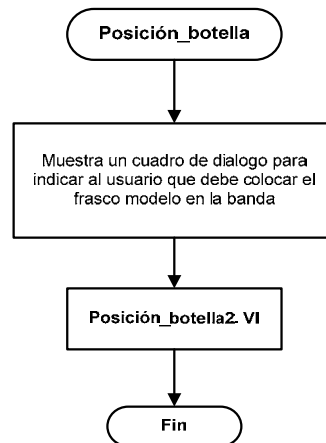 Posición_botella
Muestra un cuadro de dialogo para
indicar al usuario que debe colocar el
frasco modelo en la banda
Posición_botella2. VI
Fin